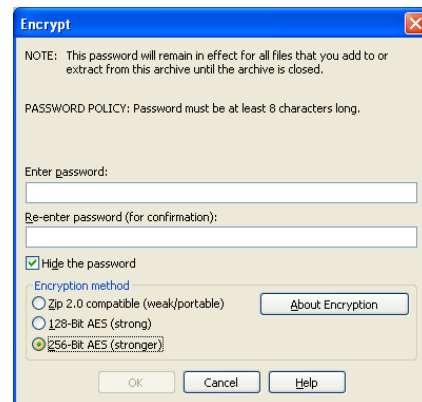 Encrypt
NOTE: This password will remain in effect for all files that you add to or
extract from this archive until the archive is closed.
PASSWORD POLICY: Password must be at least 8 characters long.
Enter password:
Re-enter password (for confirmation):
Hide the password
Encryption method
Zip 2.0 compatible (weak/portable)
About Encryption
128-Bit AES (strong)
256-Bit AES (stronger)
OK Cancel Help